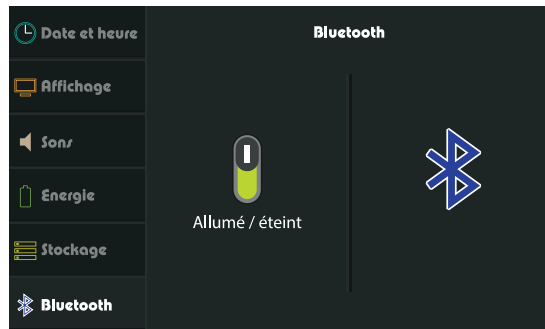 Date et heure
Bluetooth
Affichage
Sons
Energie
Allumé / éteint
Stockage
Bluetooth